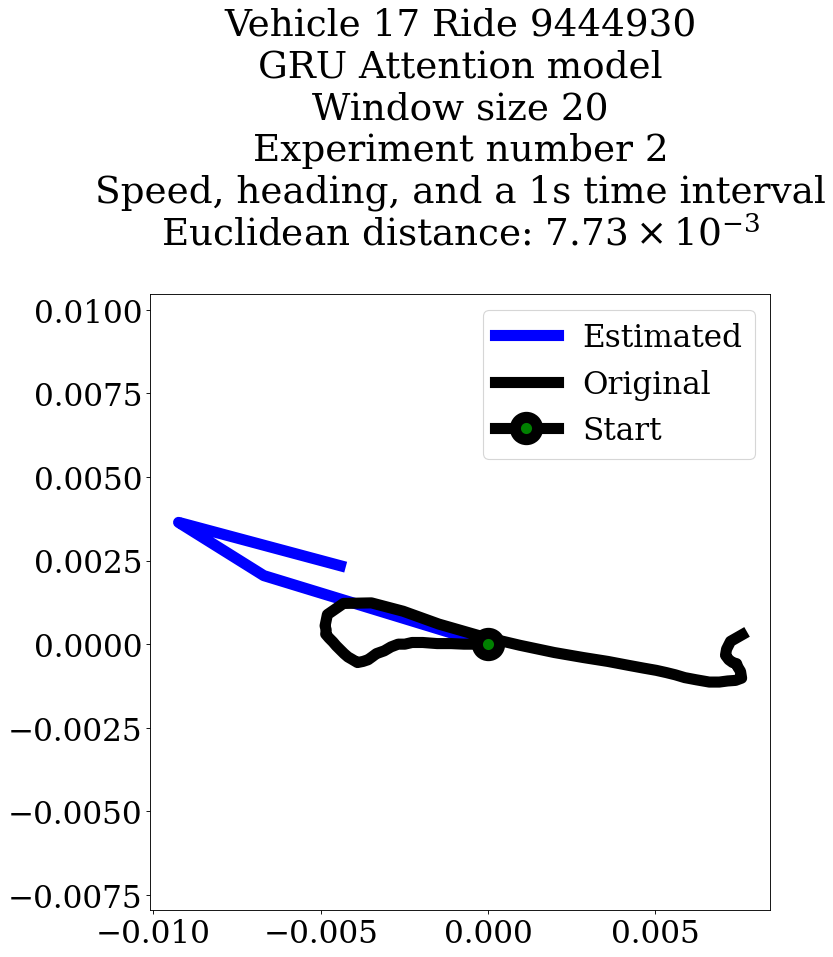 Vehicle 17 Ride 9444930
GRU Attention model
Window size 20
Experiment number 2
Speed, heading, and a 1s time interval
Euclidean distance: 7.73 × 10⁻³
0.0100
0.0075
0.0050
0.0025
0.0000
−0.0025
−0.0050
−0.0075
Estimated
Original
Start
−0.010
−0.005
0.000
0.005